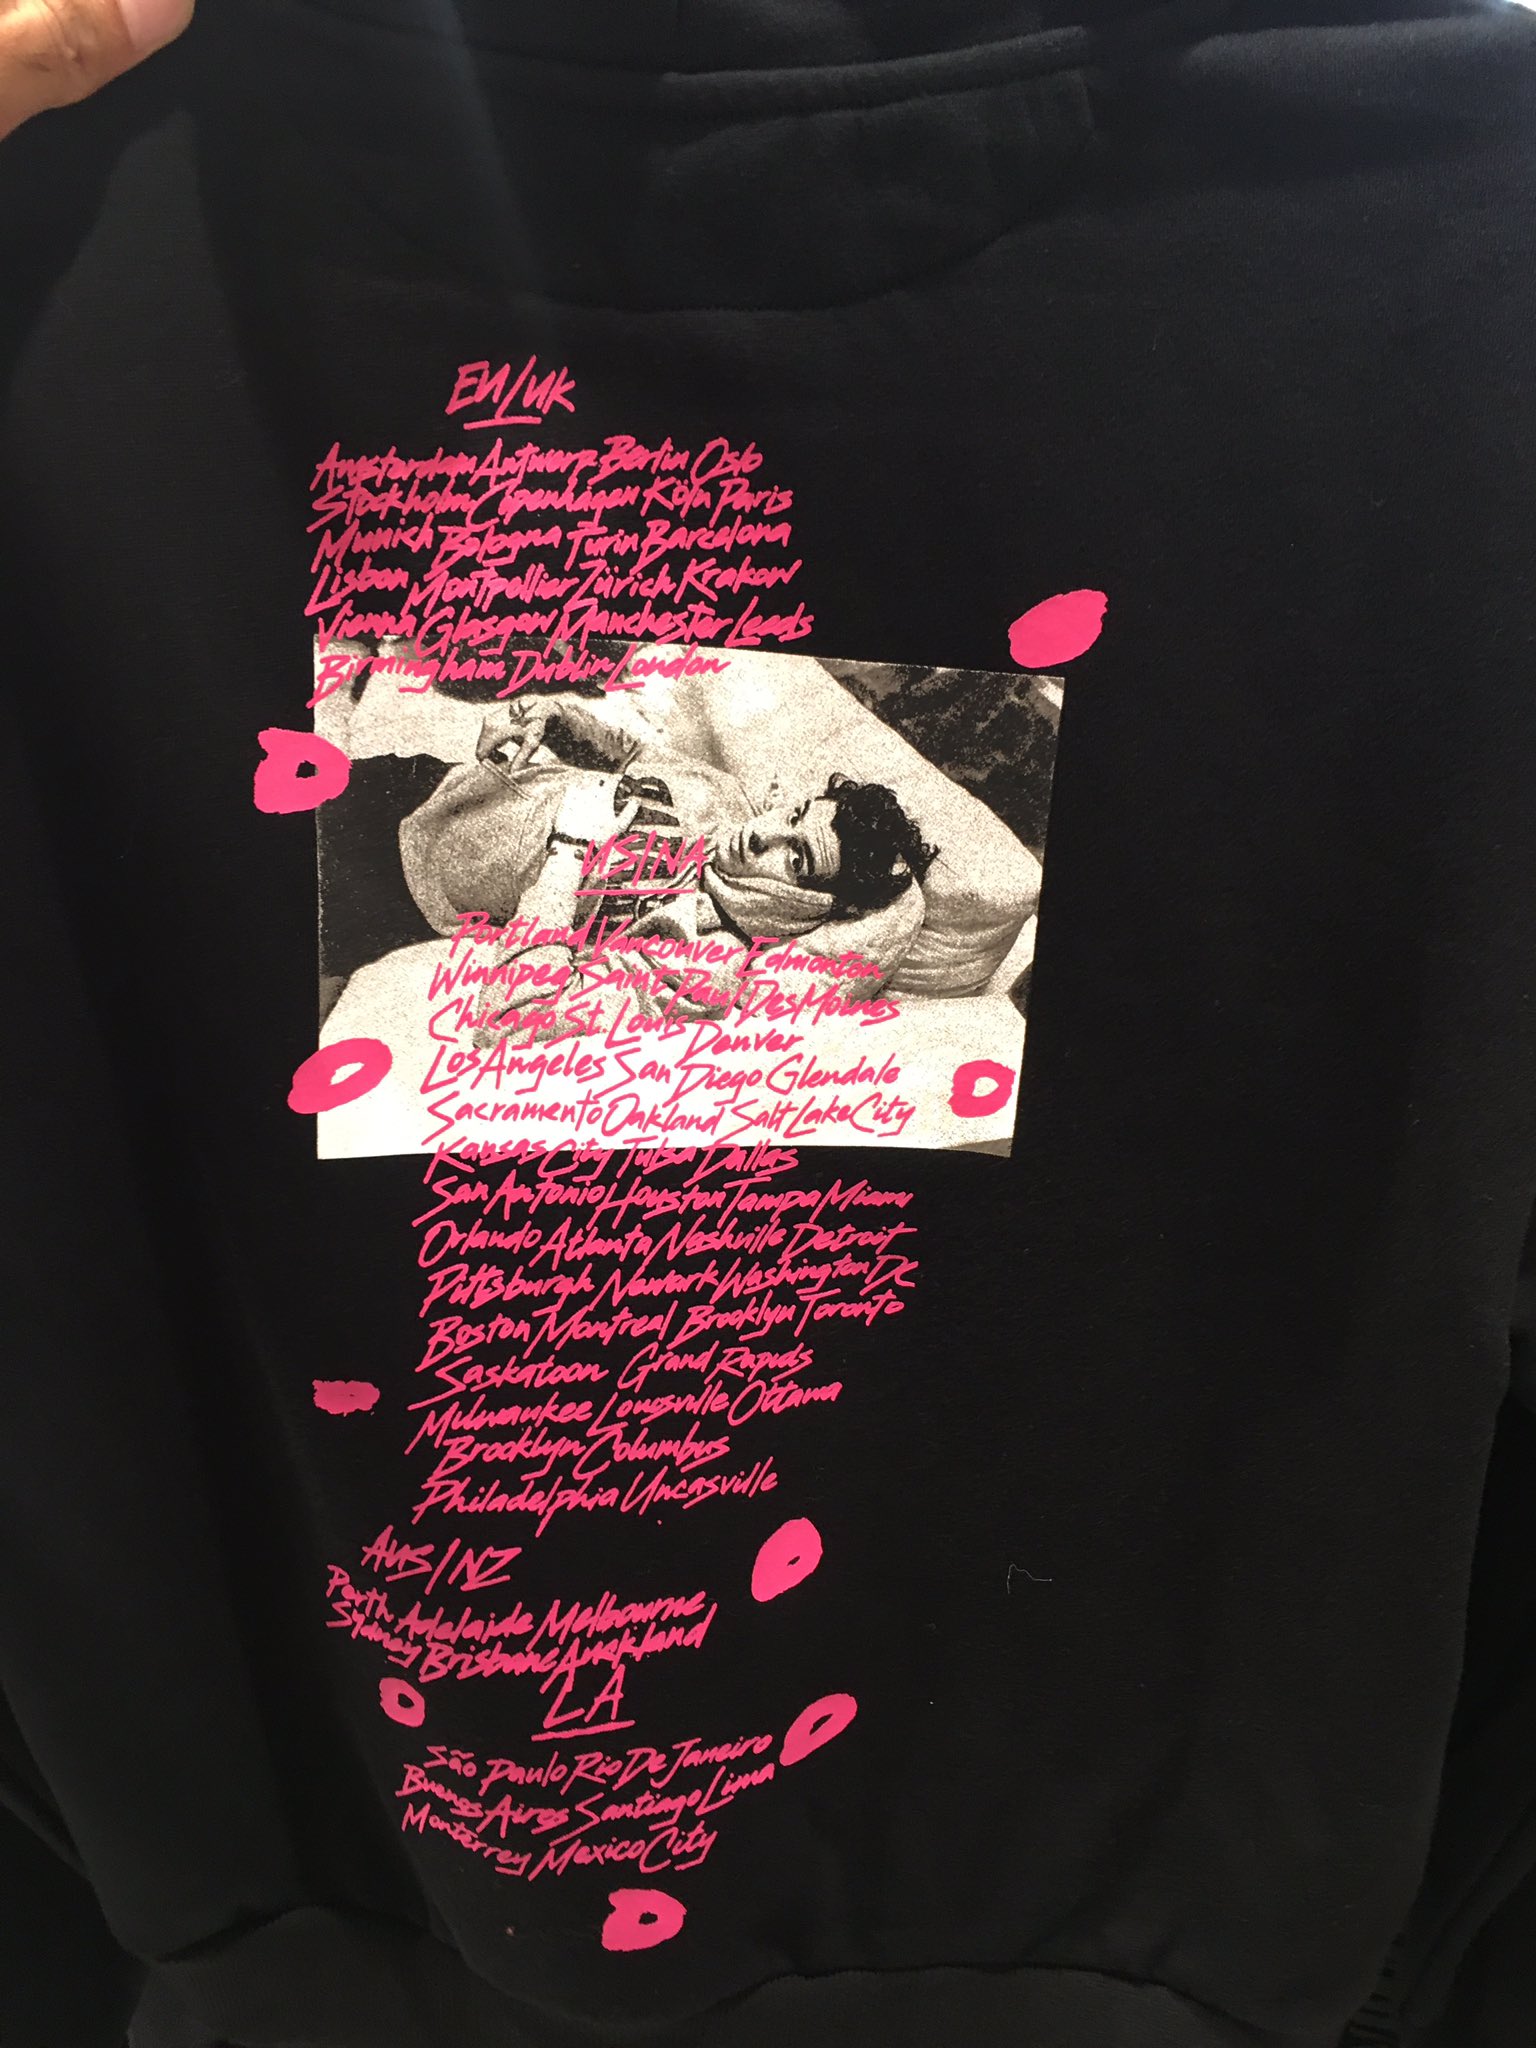 EU/UK
Amsterdam Antwerp Berlin Oslo
Stockholm Copenhagen Köln Paris
Munich Bologna Turin Barcelona
Lisbon Montpellier Zürich Krakow
Vienna Glasgow Manchester Leeds
Birmingham Dublin London
US/NA
Portland Vancouver Edmonton
Winnipeg Saint Paul Des Moines
Chicago St. Louis Denver
Los Angeles San Diego Glendale
Sacramento Oakland Salt Lake City
Kansas City Tulsa Dallas
San Antonio Houston Tampa Miami
Orlando Atlanta Nashville Detroit
Pittsburgh Newark Washington DC
Boston Montreal Brooklyn Toronto
Saskatoon Grand Rapids
Milwaukee Louisville Ottawa
Brooklyn Columbus
Philadelphia Uncasville
AUS/NZ
Perth Adelaide Melbourne
Sydney Brisbane Auckland
LA
São Paulo Rio De Janeiro
Buenos Aires Santiago Lima
Monterrey Mexico City